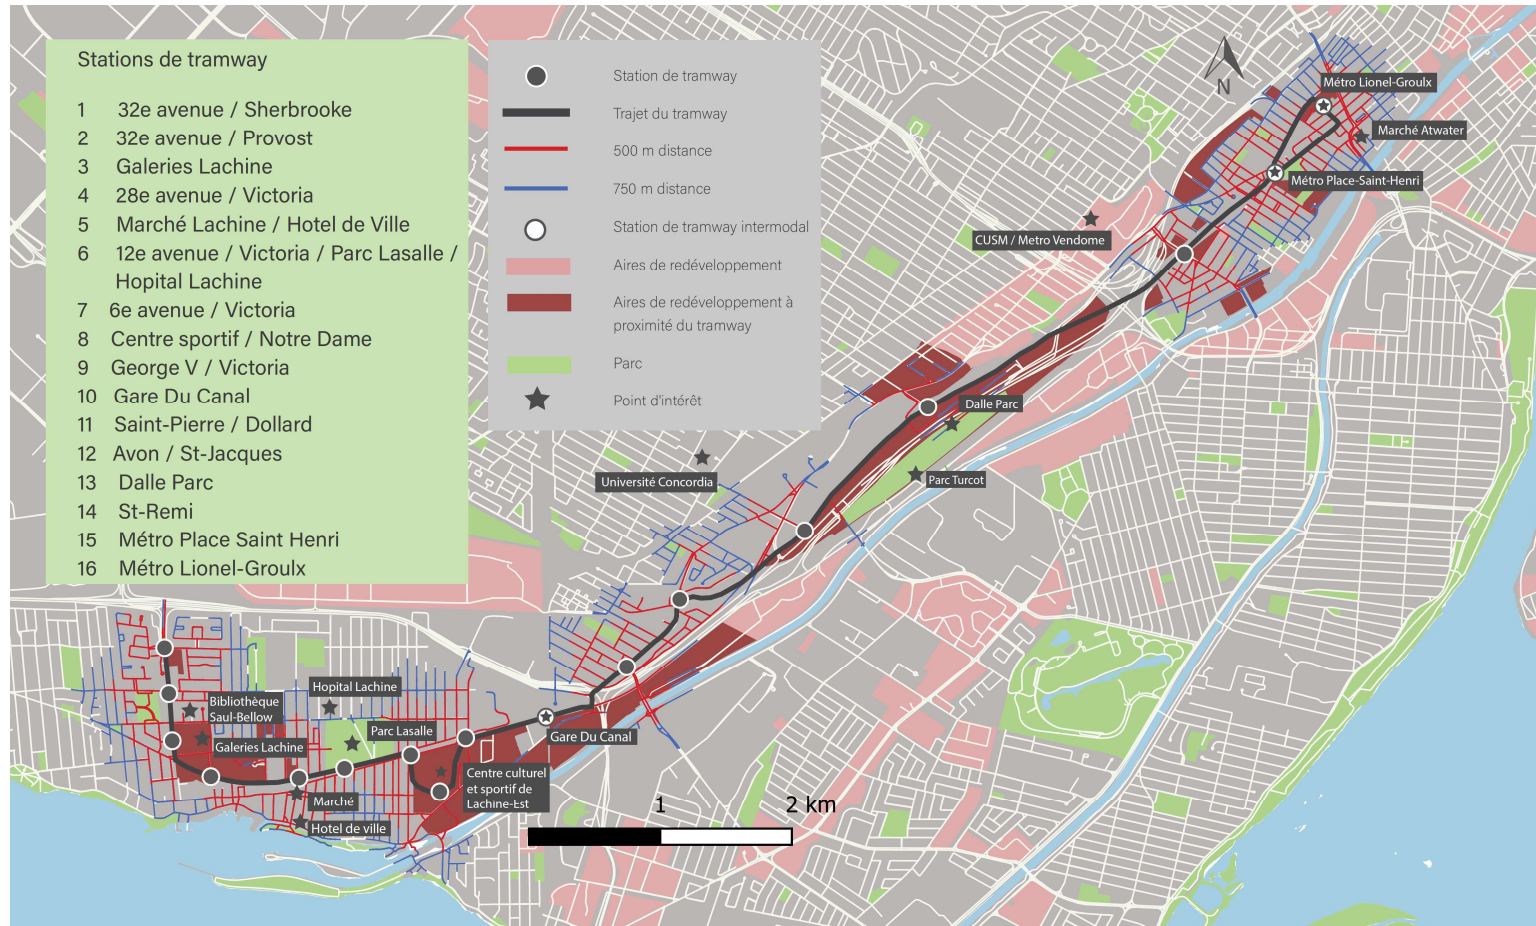 Stations de tramway
1 32e avenue / Sherbrooke
2 32e avenue / Provost
3 Galeries Lachine
4 28e avenue / Victoria
5 Marché Lachine / Hotel de Ville
6 12e avenue / Victoria / Parc Lasalle /
Hopital Lachine
7 6e avenue / Victoria
8 Centre sportif / Notre Dame
9 George V / Victoria
10 Gare Du Canal
11 Saint-Pierre / Dollard
12 Avon / St-Jacques
13 Dalle Parc
14 St-Remi
15 Métro Place Saint Henri
16 Métro Lionel-Groulx
Station de tramway
Trajet du tramway
500 m distance
750 m distance
Station de tramway intermodal
Aires de redéveloppement
Aires de redéveloppement à
proximité du tramway
Parc
Point d'intérêt
N
Métro Lionel-Groulx
Marché Atwater
Métro Place-Saint-Henri
CUSM / Metro Vendome
Dalle Parc
Parc Turcot
Université Concordia
Hopital Lachine
Bibliothèque
Saul-Bellow
Parc Lasalle
Galeries Lachine
Gare Du Canal
Centre culturel
et sportif de
Lachine-Est
Marché
Hotel de ville
1 2 km